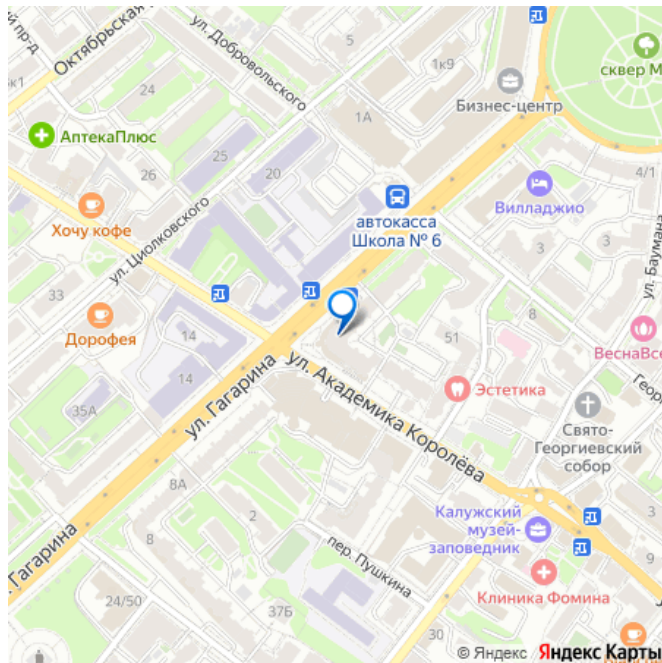 Октябрьская
ул. Добровольского
5
1к9
сквер М
Бизнес-центр
24
1А
АптекаПлюс
25
20
26
4/1
Вилладжио
автокасса
Школа № 6
Хочу кофе
ул. Циолковского
3
3
ул. Баумана
33
8
Дорофея
14
51
14
ВеснаВсе
ул. Академика Королёва
Эстетика
ул. Гагарина
35А
Свято-
Георгиевский
собор
8А
Калужский
музей-
заповедник
2
8
пер. Пушкина
9
Гагарина
Клиника Фомина
24/50
37Б
30
© Яндекс Яндекс Карты